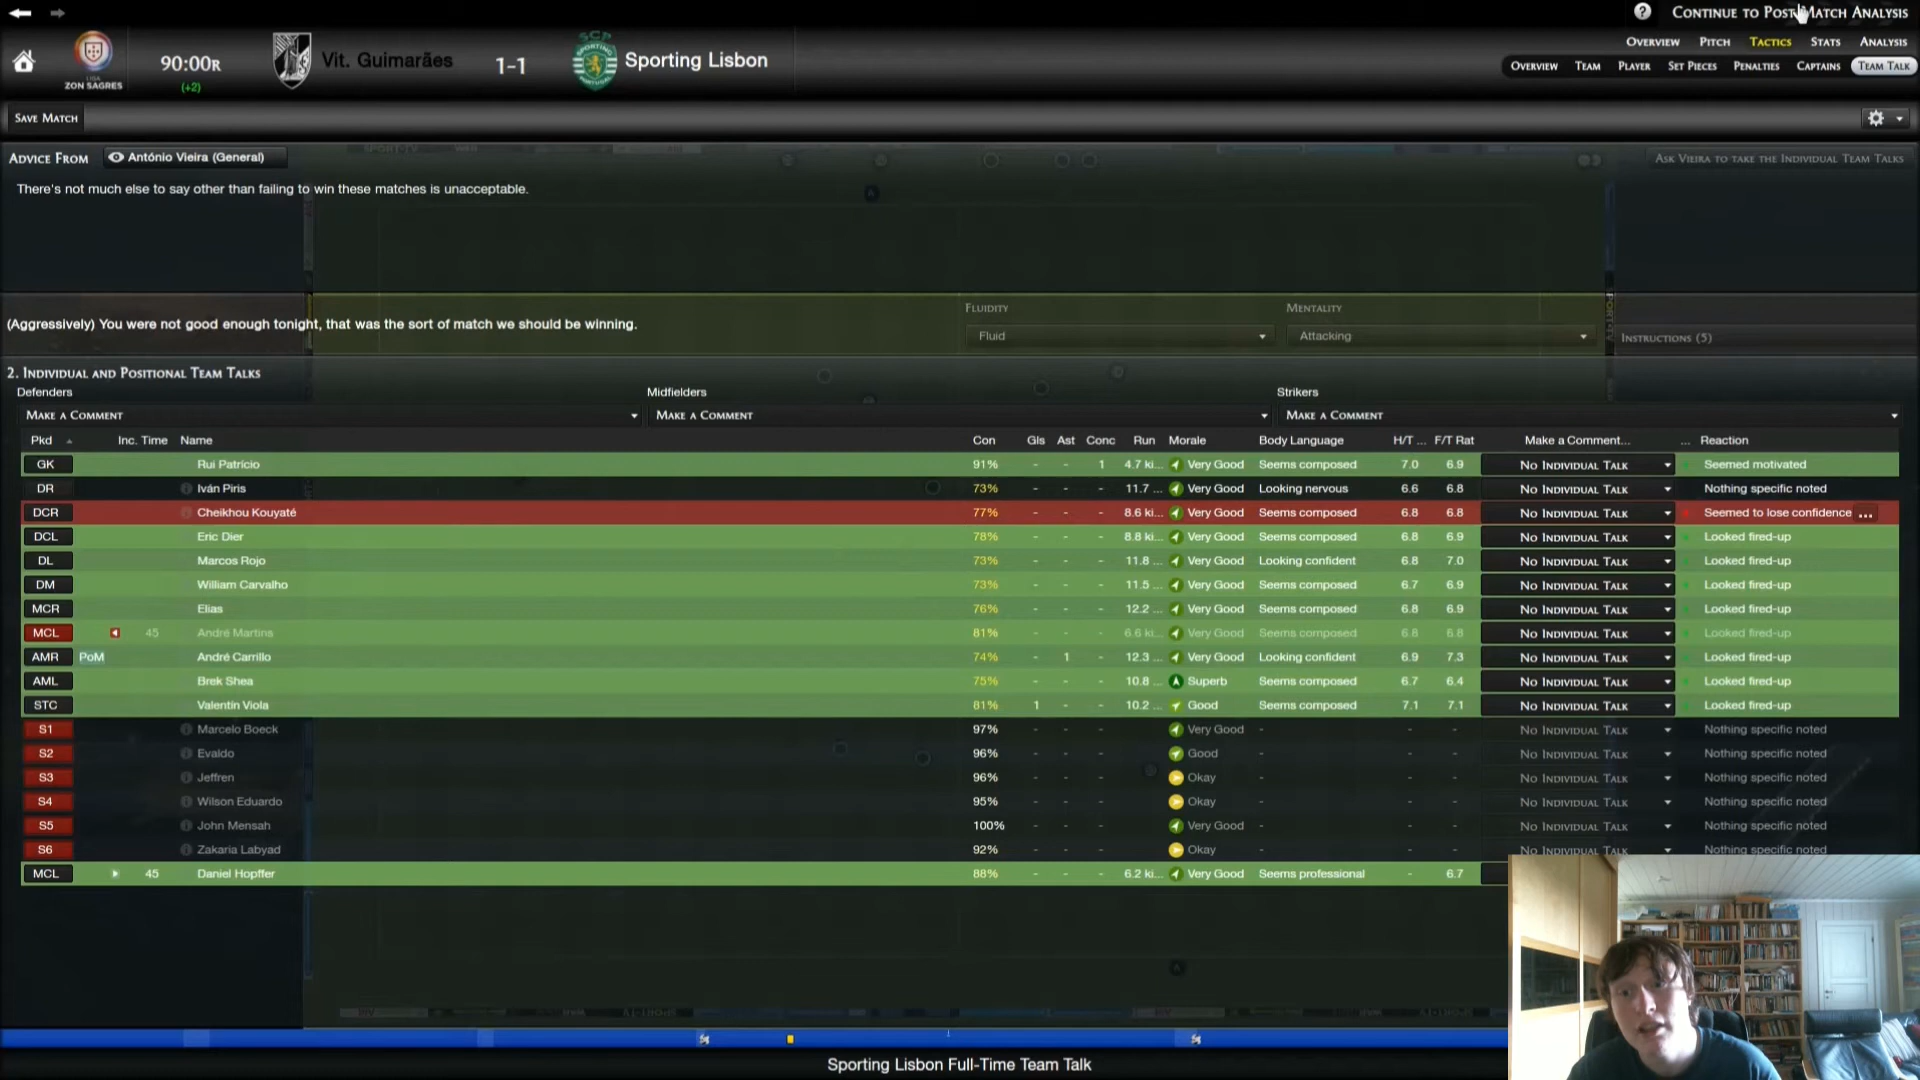 CONTINUE TO POST MATCH ANALYSIS
LIGA
ZON SAGRES
90:00R
(+2)
Vit. Guimarães
1-1
SCP
SPORTING
PORTUGAL
Sporting Lisbon
OVERVIEW PITCH TACTICS STATS ANALYSIS
OVERVIEW TEAM PLAYER SET PIECES PENALTIES CAPTAINS TEAM TALK
SAVE MATCH
ADVICE FROM António Vieira (General) ASK VIEIRA TO TAKE THE INDIVIDUAL TEAM TALKS
There's not much else to say other than failing to win these matches is unacceptable.
FLUIDITY MENTALITY
(Aggressively) You were not good enough tonight, that was the sort of match we should be winning.
Fluid Attacking INSTRUCTIONS (5)
2. INDIVIDUAL AND POSITIONAL TEAM TALKS
Defenders Midfielders Strikers
MAKE A COMMENT MAKE A COMMENT MAKE A COMMENT
Pkd Inc. Time Name Con Gls Ast Conc Run Morale Body Language H/T ... F/T Rat Make a Comment... ... Reaction
GK Rui Patrício 91% - - 1 4.7 ki... Very Good Seems composed 7.0 6.9 NO INDIVIDUAL TALK Seemed motivated
DR Iván Piris 73% - - - 11.7 ... Very Good Looking nervous 6.6 6.8 NO INDIVIDUAL TALK Nothing specific noted
DCR Cheikhou Kouyaté 77% - - - 8.6 ki... Very Good Seems composed 6.8 6.8 NO INDIVIDUAL TALK Seemed to lose confidence ...
DCL Eric Dier 78% - - - 8.8 ki... Very Good Seems composed 6.8 6.9 NO INDIVIDUAL TALK Looked fired-up
DL Marcos Rojo 73% - - - 11.8 ... Very Good Looking confident 6.8 7.0 NO INDIVIDUAL TALK Looked fired-up
DM William Carvalho 73% - - - 11.5 ... Very Good Seems composed 6.7 6.9 NO INDIVIDUAL TALK Looked fired-up
MCR Elias 76% - - - 12.2 ... Very Good Seems composed 6.8 6.9 NO INDIVIDUAL TALK Looked fired-up
MCL 45 André Martins 81% - - - 6.6 ki... Very Good Seems composed 6.8 6.8 NO INDIVIDUAL TALK Looked fired-up
AMR PoM André Carrillo 74% - 1 - 12.3 ... Very Good Looking confident 6.9 7.3 NO INDIVIDUAL TALK Looked fired-up
AML Brek Shea 75% - - - 10.8 ... Superb Seems composed 6.7 6.4 NO INDIVIDUAL TALK Looked fired-up
STC Valentín Viola 81% 1 - - 10.2 ... Good Seems composed 7.1 7.1 NO INDIVIDUAL TALK Looked fired-up
S1 Marcelo Boeck 97% - - - Very Good - - - NO INDIVIDUAL TALK Nothing specific noted
S2 Evaldo 96% - - - Good - - - NO INDIVIDUAL TALK Nothing specific noted
S3 Jeffren 96% - - - Okay - - - NO INDIVIDUAL TALK Nothing specific noted
S4 Wilson Eduardo 95% - - - Okay - - - NO INDIVIDUAL TALK Nothing specific noted
S5 John Mensah 100% - - - Very Good - - - NO INDIVIDUAL TALK Nothing specific noted
S6 Zakaria Labyad 92% - - - Okay - - - NO INDIVIDUAL TALK Nothing specific noted
MCL 45 Daniel Hopffer 88% - - - 6.2 ki... Very Good Seems professional - 6.7
Sporting Lisbon Full-Time Team Talk